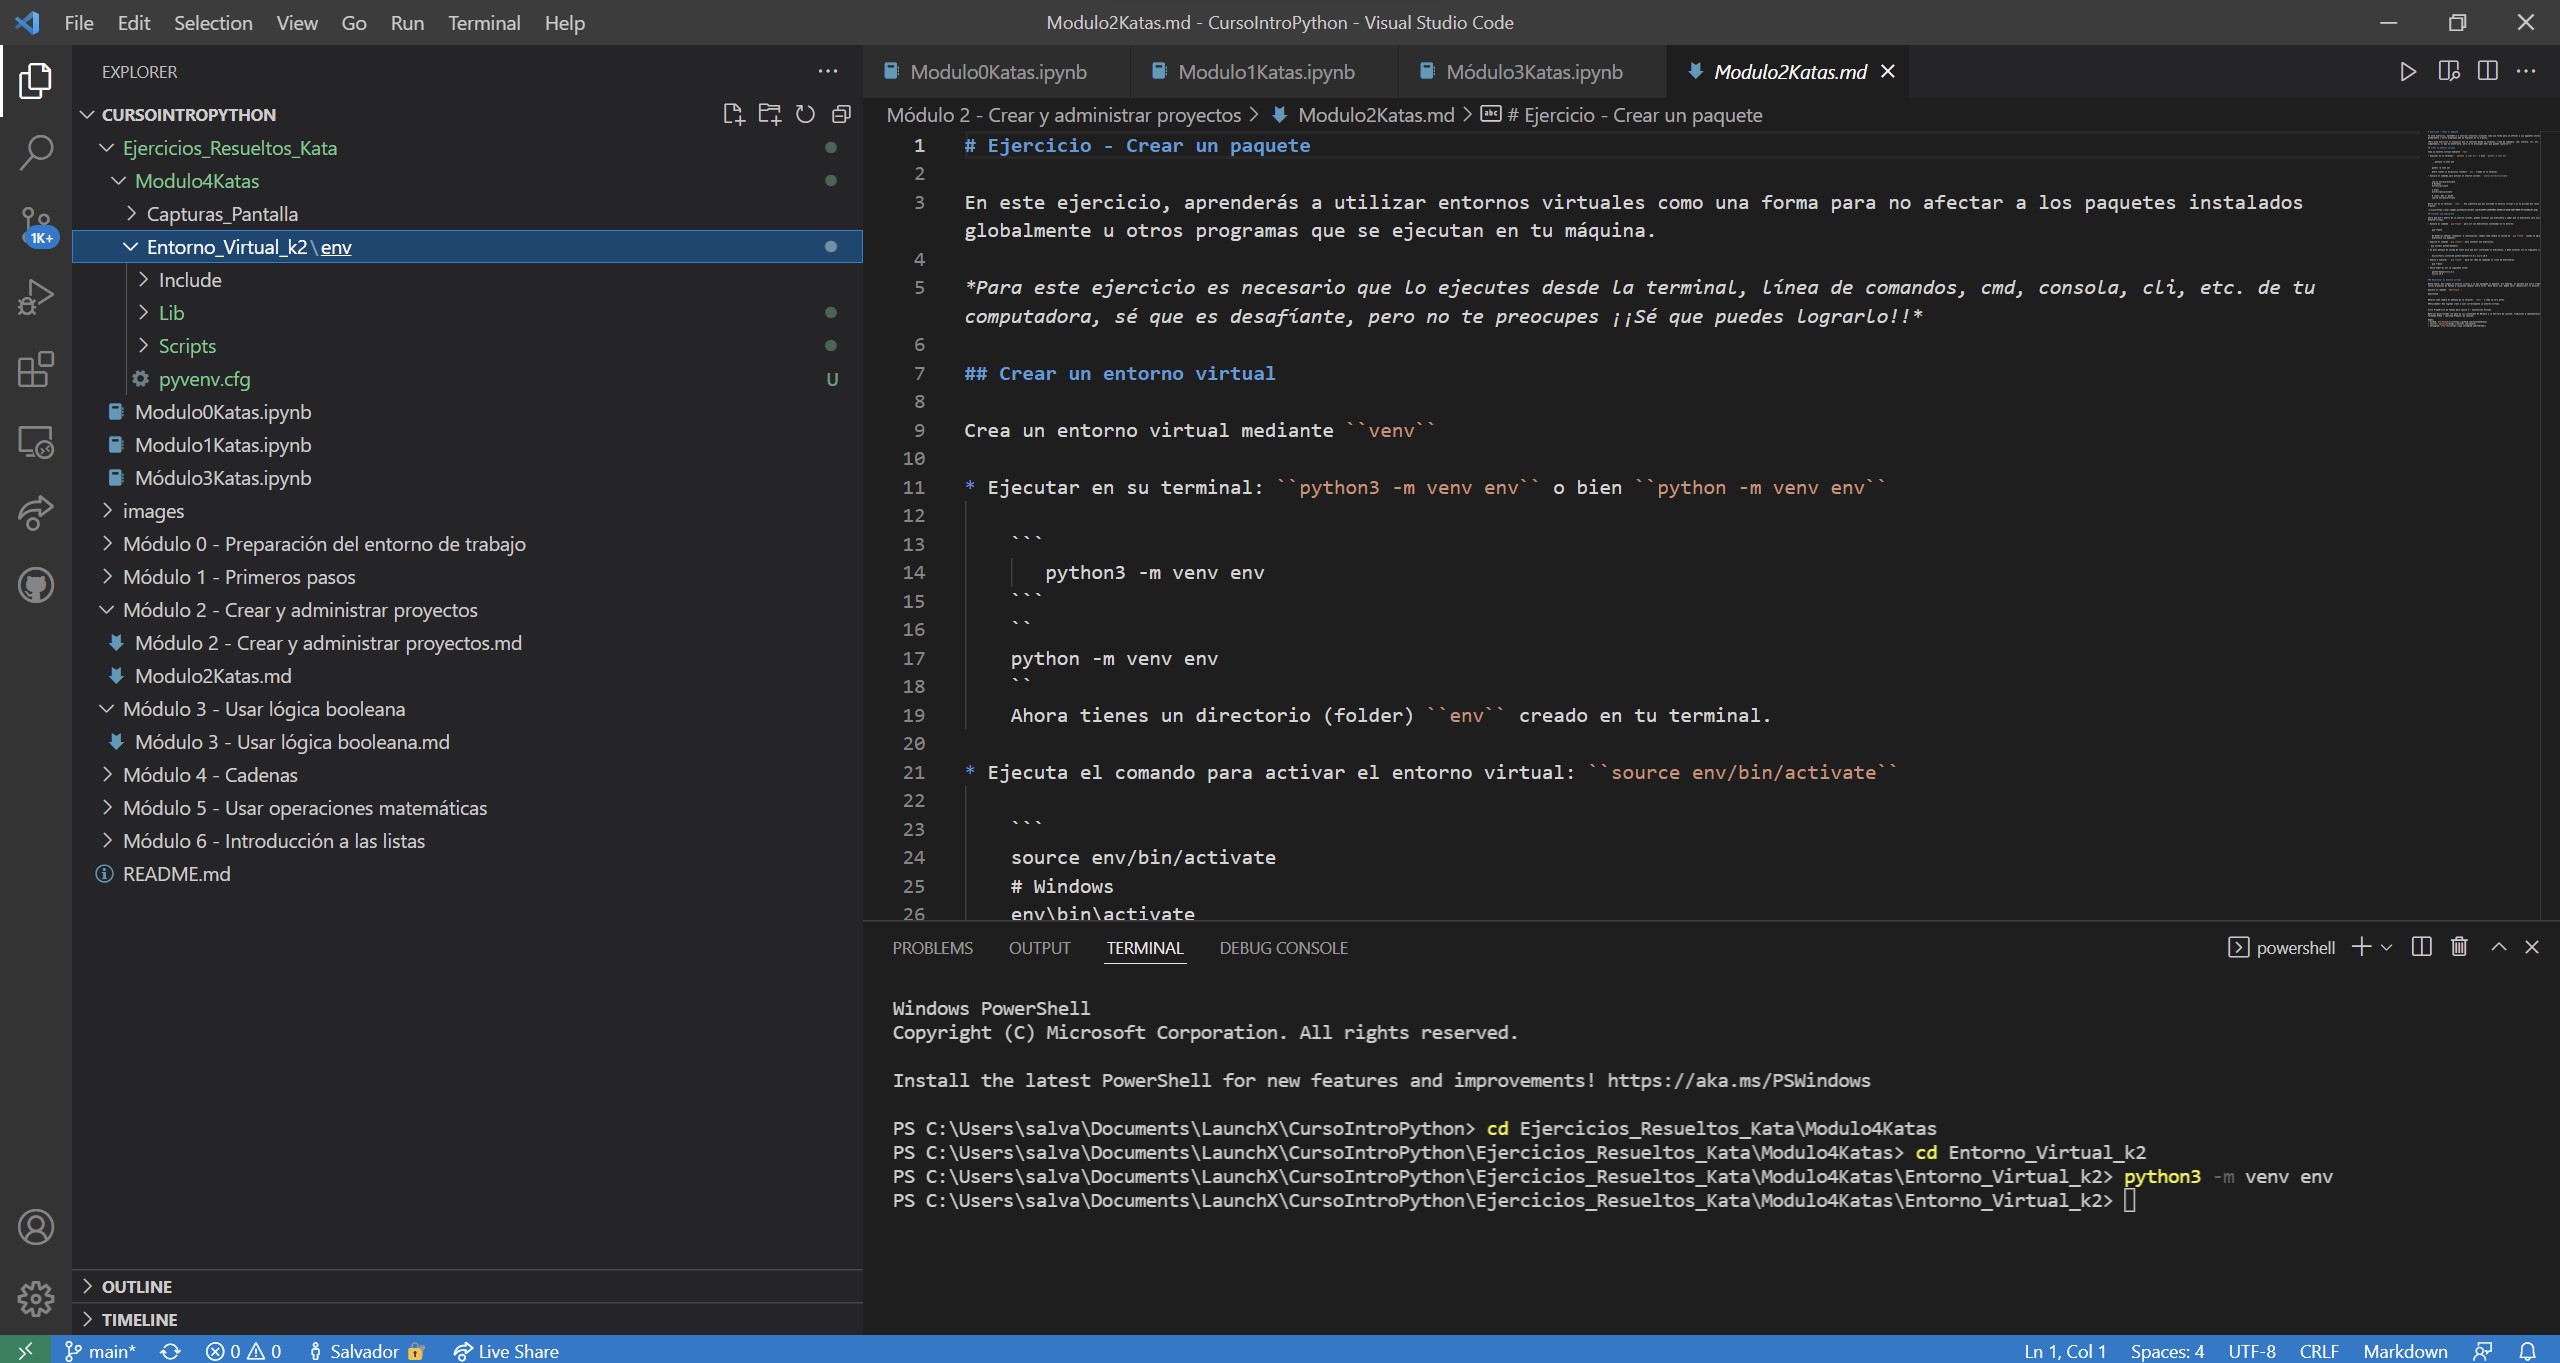 File Edit Selection View Go Run Terminal Help
Modulo2Katas.md - CursoIntroPython - Visual Studio Code
EXPLORER
CURSOINTROPYTHON
Ejercicios_Resueltos_Kata
Modulo4Katas
Capturas_Pantalla
1K+
Entorno_Virtual_k2\env
Include
Lib
Scripts
pyvenv.cfg U
Modulo0Katas.ipynb
Modulo1Katas.ipynb
Módulo3Katas.ipynb
images
Módulo 0 - Preparación del entorno de trabajo
Módulo 1 - Primeros pasos
Módulo 2 - Crear y administrar proyectos
Módulo 2 - Crear y administrar proyectos.md
Modulo2Katas.md
Módulo 3 - Usar lógica booleana
Módulo 3 - Usar lógica booleana.md
Módulo 4 - Cadenas
Módulo 5 - Usar operaciones matemáticas
Módulo 6 - Introducción a las listas
README.md
OUTLINE
TIMELINE
Modulo0Katas.ipynb Modulo1Katas.ipynb Módulo3Katas.ipynb Modulo2Katas.md
Módulo 2 - Crear y administrar proyectos > Modulo2Katas.md > abc # Ejercicio - Crear un paquete
1 # Ejercicio - Crear un paquete
2
3 En este ejercicio, aprenderás a utilizar entornos virtuales como una forma para no afectar a los paquetes instalados
globalmente u otros programas que se ejecutan en tu máquina.
4
5 *Para este ejercicio es necesario que lo ejecutes desde la terminal, línea de comandos, cmd, consola, cli, etc. de tu
computadora, sé que es desafíante, pero no te preocupes ¡¡Sé que puedes lograrlo!!*
6
7 ## Crear un entorno virtual
8
9 Crea un entorno virtual mediante ``venv``
10
11 * Ejecutar en su terminal: ``python3 -m venv env`` o bien ``python -m venv env``
12
13 ```
14 python3 -m venv env
15 ```
16 ``
17 python -m venv env
18 ``
19 Ahora tienes un directorio (folder) ``env`` creado en tu terminal.
20
21 * Ejecuta el comando para activar el entorno virtual: ``source env/bin/activate``
22
23 ```
24 source env/bin/activate
25 # Windows
26 env\bin\activate
PROBLEMS OUTPUT TERMINAL DEBUG CONSOLE
powershell
Windows PowerShell
Copyright (C) Microsoft Corporation. All rights reserved.
Install the latest PowerShell for new features and improvements! https://aka.ms/PSWindows
PS C:\Users\salva\Documents\LaunchX\CursoIntroPython> cd Ejercicios_Resueltos_Kata\Modulo4Katas
PS C:\Users\salva\Documents\LaunchX\CursoIntroPython\Ejercicios_Resueltos_Kata\Modulo4Katas> cd Entorno_Virtual_k2
PS C:\Users\salva\Documents\LaunchX\CursoIntroPython\Ejercicios_Resueltos_Kata\Modulo4Katas\Entorno_Virtual_k2> python3 -m venv env
PS C:\Users\salva\Documents\LaunchX\CursoIntroPython\Ejercicios_Resueltos_Kata\Modulo4Katas\Entorno_Virtual_k2>
main* 0 0 Salvador Live Share
Ln 1, Col 1 Spaces: 4 UTF-8 CRLF Markdown